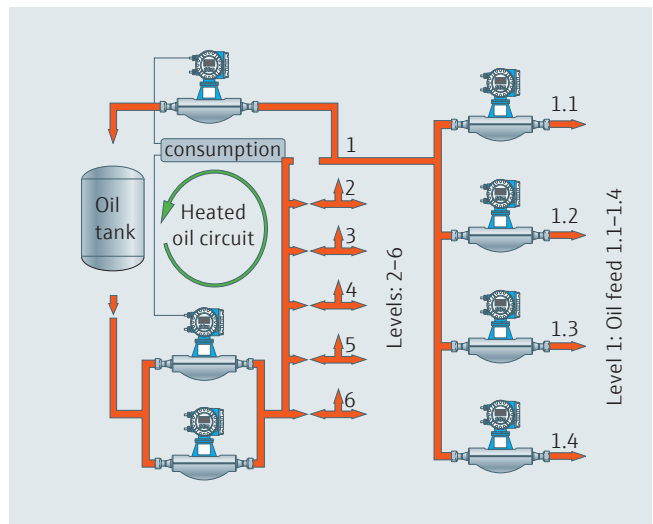 1.1
consumption
1
2
Oil
tank
Heated
oil circuit
1.2
3
4
1.3
5
6
1.4
Levels: 2–6
Level 1: Oil feed 1.1–1.4